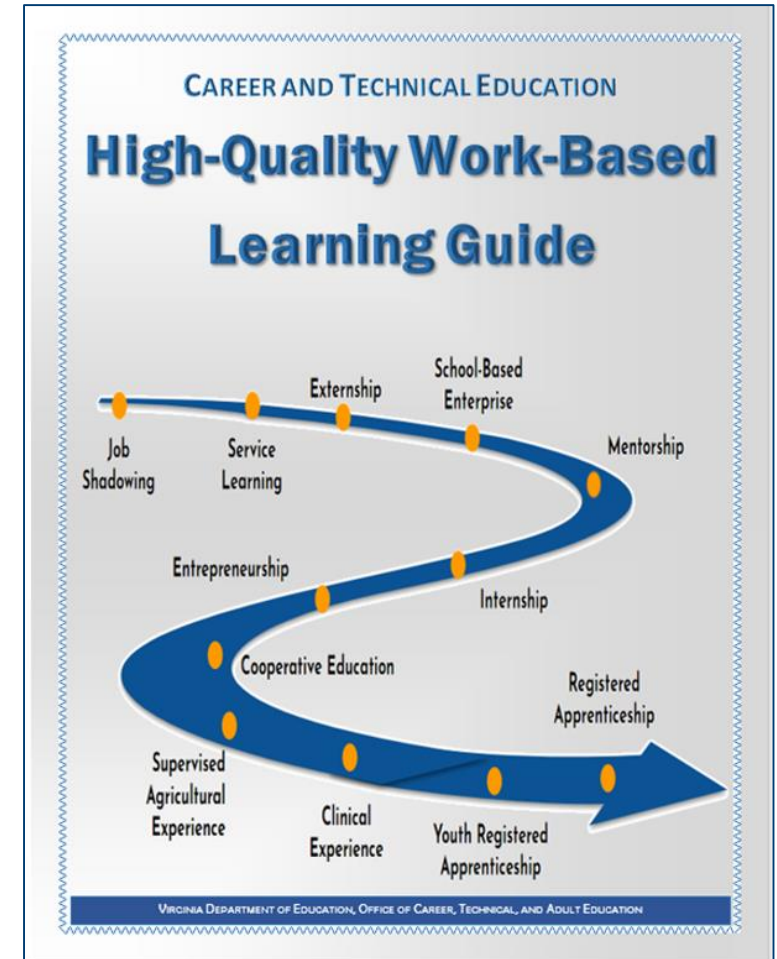 CAREER AND TECHNICAL EDUCATION
High-Quality Work-Based
Learning Guide
Job
Shadowing
Service
Learning
Externship
School-Based
Enterprise
Mentorship
Internship
Entrepreneurship
Cooperative Education
Supervised
Agricultural
Experience
Clinical
Experience
Youth Registered
Apprenticeship
Registered
Apprenticeship
VIRGINIA DEPARTMENT OF EDUCATION, OFFICE OF CAREER, TECHNICAL, AND ADULT EDUCATION